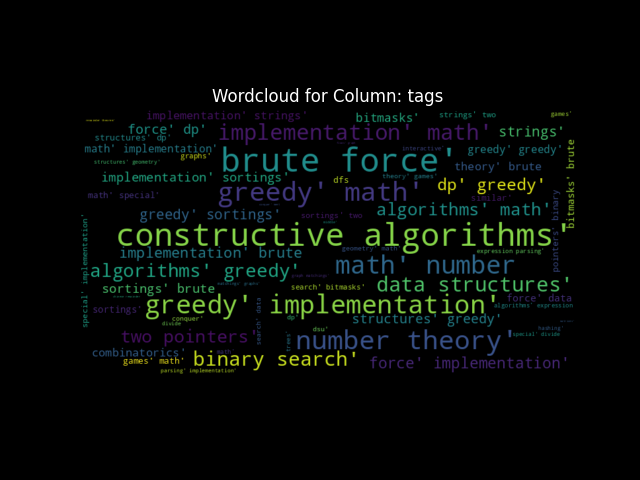 Wordcloud for Column: tags
implementation' strings'
bitmasks'
strings' two
games'
force' dp'
implementation' math'
strings'
structures' dp'
math' implementation'
brute force'
greedy' greedy'
graphs'
structures' geometry'
theory' brute
implementation' sortings'
dfs
theory' games'
dp' greedy'
bitmasks' brute
math' special'
greedy' math'
similar'
greedy' sortings'
sortings' two
algorithms' math'
pointers' binary
constructive algorithms'
special' implementation'
implementation' brute
geometry' math'
expression parsing'
algorithms' greedy'
math' number
sortings' brute
search' bitmasks'
data structures'
sortings'
greedy' implementation'
force' data
algorithms' expression
search' data
conquer'
divide
structures' greedy'
two pointers'
trees'
dsu'
number theory'
hashing'
special' divide
combinatorics'
games' math'
binary search'
force' implementation'
parsing' implementation'